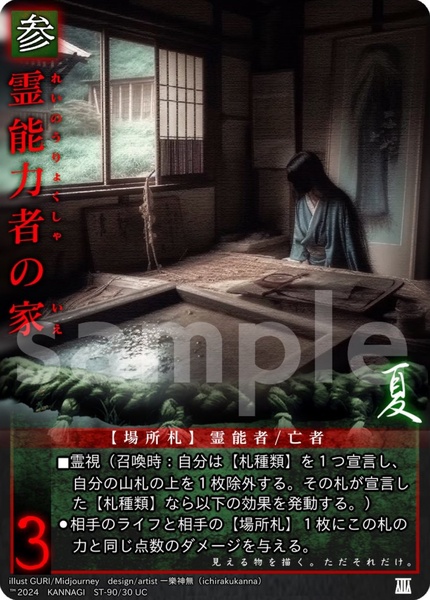 参
霊能力者の家
れいのうりょくしゃ
いえ
sample
夏
【場所札】霊能者/亡者
■霊視（召喚時：自分は【札種類】を１つ宣言し、
自分の山札の上を１枚除外する。その札が宣言し
た【札種類】なら以下の効果を発動する。）
●相手のライフと相手の【場所札】１枚にこの札の
力と同じ点数のダメージを与える。
3
見える物を描く。ただそれだけ。
illust GURI/Midjourney design/artist 一樂神無（ichirakukanna）
™2024 KANNAGI ST-90/30 UC